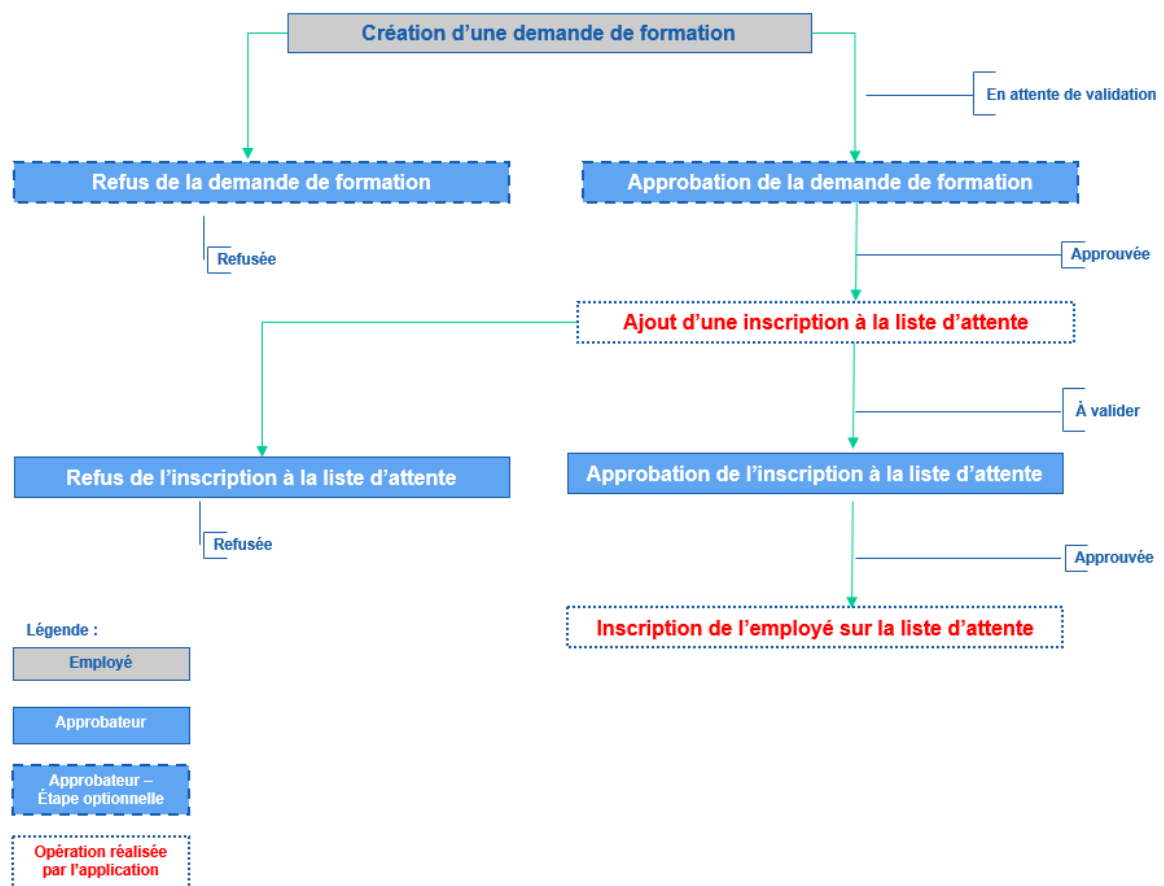 Création d’une demande de formation
En attente de validation
Refus de la demande de formation
Approbation de la demande de formation
Refusée
Approuvée
Ajout d’une inscription à la liste d’attente
À valider
Refus de l’inscription à la liste d’attente
Approbation de l’inscription à la liste d’attente
Refusée
Approuvée
Inscription de l’employé sur la liste d’attente
Légende :
Employé
Approbateur
Approbateur –
Étape optionnelle
Opération réalisée
par l’application